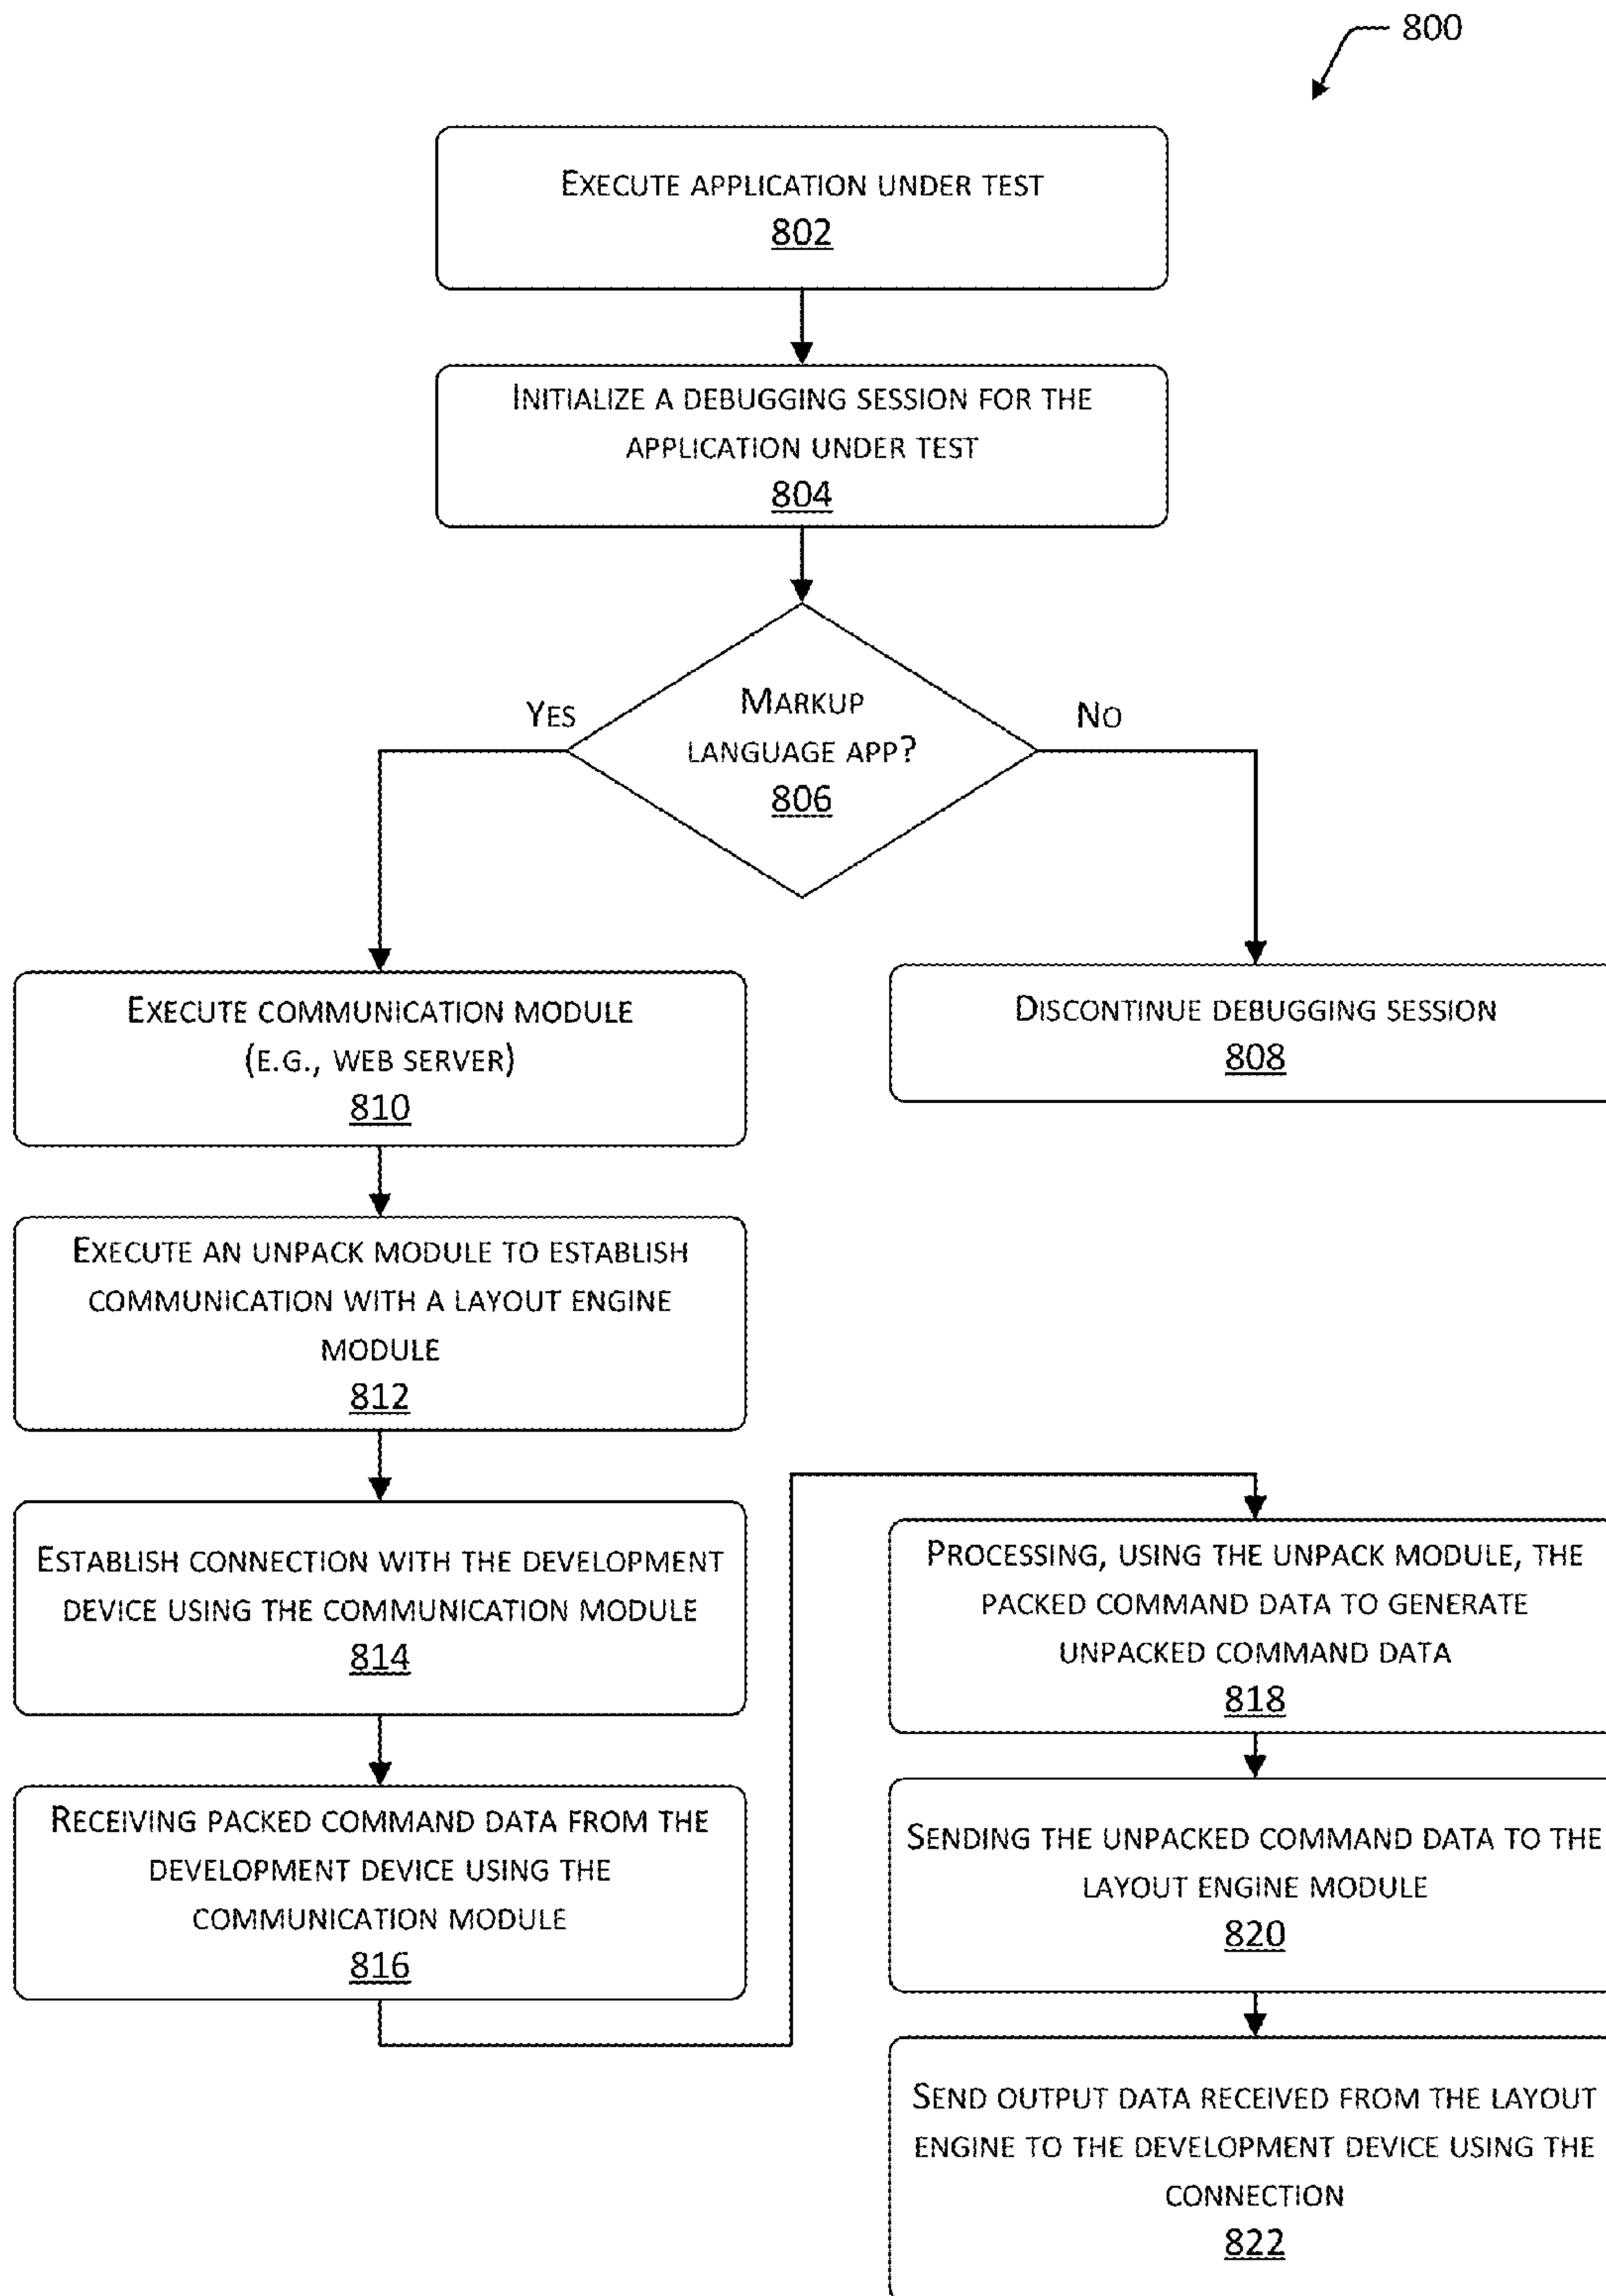 800
EXECUTE APPLICATION UNDER TEST
802
INITIALIZE A DEBUGGING SESSION FOR THE
APPLICATION UNDER TEST
804
MARKUP
LANGUAGE APP?
806
YES
NO
EXECUTE COMMUNICATION MODULE
(E.G., WEB SERVER)
810
DISCONTINUE DEBUGGING SESSION
808
EXECUTE AN UNPACK MODULE TO ESTABLISH
COMMUNICATION WITH A LAYOUT ENGINE
MODULE
812
ESTABLISH CONNECTION WITH THE DEVELOPMENT
DEVICE USING THE COMMUNICATION MODULE
814
RECEIVING PACKED COMMAND DATA FROM THE
DEVELOPMENT DEVICE USING THE
COMMUNICATION MODULE
816
PROCESSING, USING THE UNPACK MODULE, THE
PACKED COMMAND DATA TO GENERATE
UNPACKED COMMAND DATA
818
SENDING THE UNPACKED COMMAND DATA TO THE
LAYOUT ENGINE MODULE
820
SEND OUTPUT DATA RECEIVED FROM THE LAYOUT
ENGINE TO THE DEVELOPMENT DEVICE USING THE
CONNECTION
822